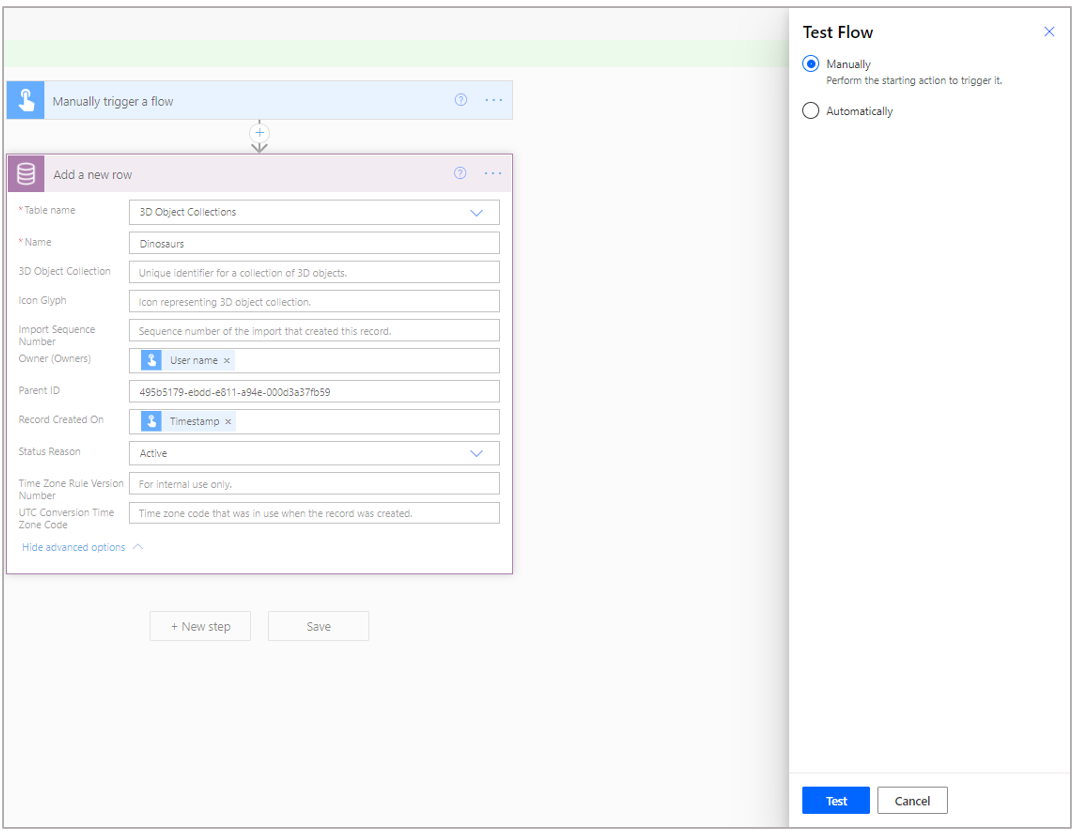 Manually trigger a flow
Add a new row
* Table name
3D Object Collections
* Name
Dinosaurs
3D Object Collection
Unique identifier for a collection of 3D objects.
Icon Glyph
Icon representing 3D object collection.
Import Sequence
Number
Sequence number of the import that created this record.
Owner (Owners)
User name ×
Parent ID
495b5179-ebdd-e811-a94e-000d3a37fb59
Record Created On
Timestamp ×
Status Reason
Active
Time Zone Rule Version
Number
For internal use only.
UTC Conversion Time
Zone Code
Time zone code that was in use when the record was created.
Hide advanced options
+ New step
Save
Test Flow
Manually
Perform the starting action to trigger it.
Automatically
Test
Cancel